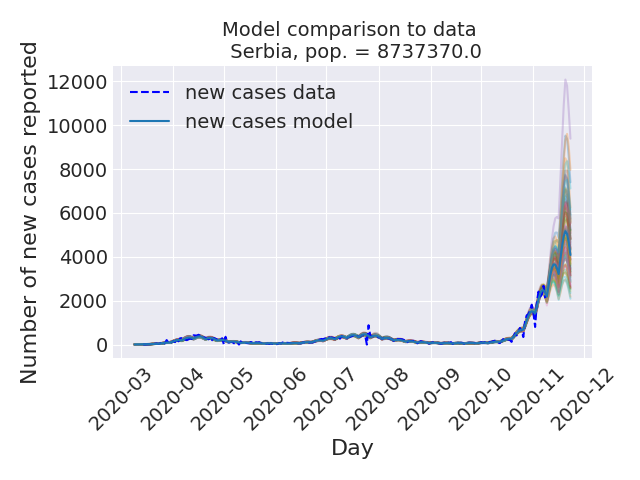 Model comparison to data
Serbia, pop. = 8737370.0
Number of new cases reported
12000
10000
8000
6000
4000
2000
0
new cases data
new cases model
2020-03
2020-04
2020-05
2020-06
2020-07
2020-08
2020-09
2020-10
2020-11
2020-12
Day